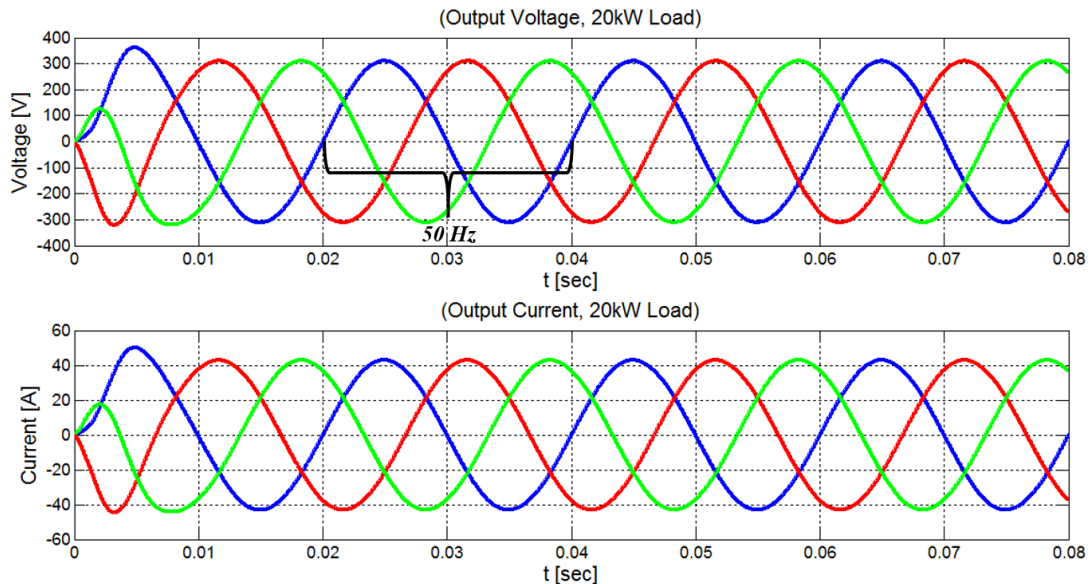 (Output Voltage, 20kW Load)
Voltage [V]
400
300
200
100
0
-100
-200
-300
-400
50 Hz
0 0.01 0.02 0.03 0.04 0.05 0.06 0.07 0.08
t [sec]
(Output Current, 20kW Load)
Current [A]
60
40
20
0
-20
-40
-60
0 0.01 0.02 0.03 0.04 0.05 0.06 0.07 0.08
t [sec]